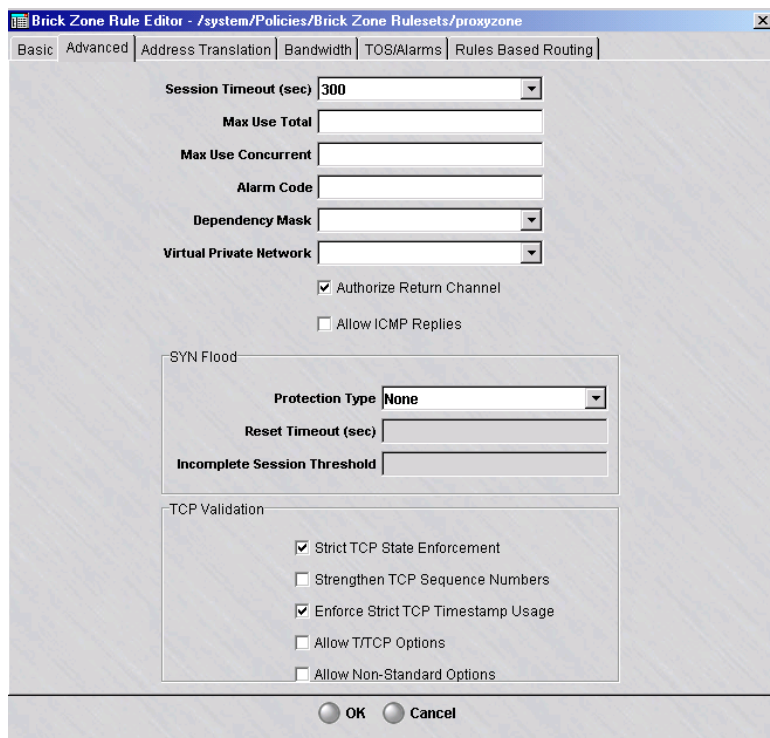 Brick Zone Rule Editor - /system/Policies/Brick Zone Rulesets/proxyzone
Basic Advanced Address Translation Bandwidth TOS/Alarms Rules Based Routing
Session Timeout (sec) 300
Max Use Total
Max Use Concurrent
Alarm Code
Dependency Mask
Virtual Private Network
Authorize Return Channel
Allow ICMP Replies
SYN Flood
Protection Type None
Reset Timeout (sec)
Incomplete Session Threshold
TCP Validation
Strict TCP State Enforcement
Strengthen TCP Sequence Numbers
Enforce Strict TCP Timestamp Usage
Allow T/TCP Options
Allow Non-Standard Options
OK Cancel